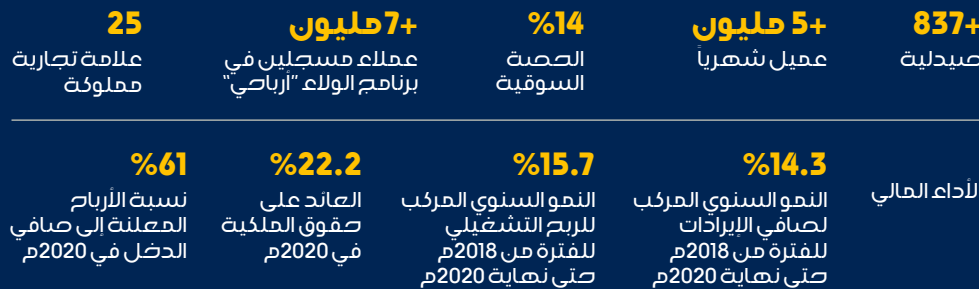 837+
صيدلية
+5 مليون
عميل شهرياً
%14
الحصة
السوقية
+7مليون
عملاء مسجلين في
برنامج الولاء "أرباحي"
25
علامة تجارية
مملوكة
الأداء المالي
%14.3
النمو السنوي المركب
لصافي الإيرادات
للفترة من 2018م
حتى نهاية 2020م
%15.7
النمو السنوي المركب
للربح التشغيلي
للفترة من 2018م
حتى نهاية 2020م
%22.2
العائد على
حقوق الملكية
في 2020م
%61
نسبة الأرباح
المعلنة إلى صافي
الدخل في 2020م